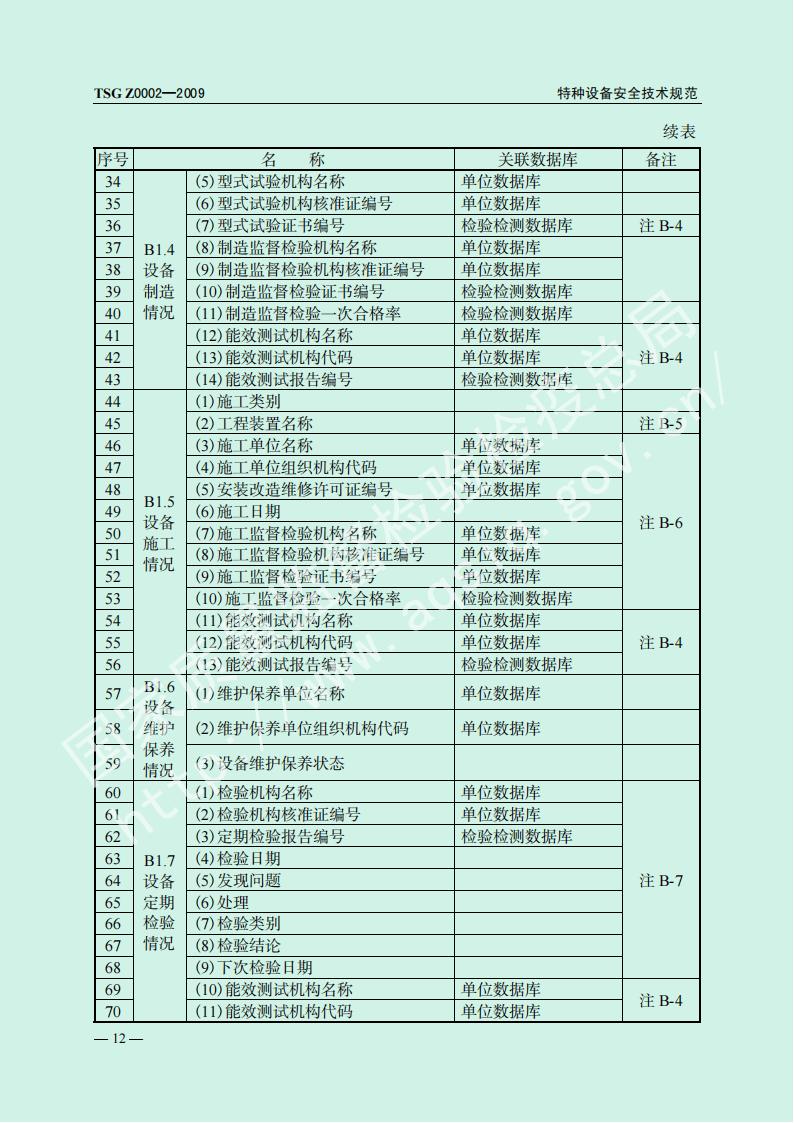 TSG Z0002—2009 特种设备安全技术规范
续表
序号 名 称 关联数据库 备注
34 (5)型式试验机构名称 单位数据库
35 (6)型式试验机构核准证编号 单位数据库
36 (7)型式试验证书编号 检验检测数据库 注 B-4
37 B1.4 (8)制造监督检验机构名称 单位数据库
38 设备 (9)制造监督检验机构核准证编号 单位数据库
39 制造 (10)制造监督检验证书编号 检验检测数据库
40 情况 (11)制造监督检验一次合格率 检验检测数据库
41 (12)能效测试机构名称 单位数据库
42 (13)能效测试机构代码 单位数据库 注 B-4
43 (14)能效测试报告编号 检验检测数据库
44 (1)施工类别
45 (2)工程装置名称 注 B-5
46 (3)施工单位名称 单位数据库
47 (4)施工单位组织机构代码 单位数据库
48 B1.5 (5)安装改造维修许可证编号 单位数据库
49 设备 (6)施工日期 注 B-6
50 施工 (7)施工监督检验机构名称 单位数据库
51 情况 (8)施工监督检验机构核准证编号 单位数据库
52 (9)施工监督检验证书编号 单位数据库
53 (10)施工监督检验一次合格率 检验检测数据库
54 (11)能效测试机构名称 单位数据库
55 (12)能效测试机构代码 单位数据库 注 B-4
56 (13)能效测试报告编号 检验检测数据库
57 B1.6 设备 (1)维护保养单位名称 单位数据库
58 维护 (2)维护保养单位组织机构代码 单位数据库
59 保养 情况 (3)设备维护保养状态
60 (1)检验机构名称 单位数据库
61 (2)检验机构核准证编号 单位数据库
62 (3)定期检验报告编号 检验检测数据库
63 B1.7 (4)检验日期
64 设备 (5)发现问题 注 B-7
65 定期 (6)处理
66 检验 (7)检验类别
67 情况 (8)检验结论
68 (9)下次检验日期
69 (10)能效测试机构名称 单位数据库 注 B-4
70 (11)能效测试机构代码 单位数据库
— 12 —
国家质量监督检验检疫总局
http://www.aqsiq.gov.cn/